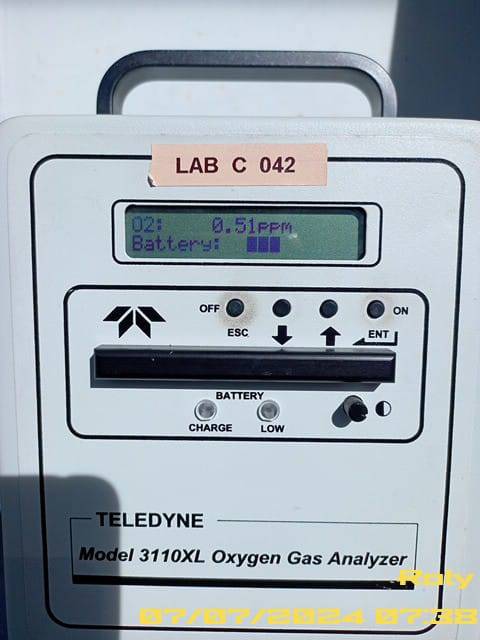 LAB C 042
O2: 0.51ppm
Battery:
OFF ON
ESC ENT
BATTERY
CHARGE LOW
TELEDYNE
Model 3110XL Oxygen Gas Analyzer
Roly
07/07/2024 07:38